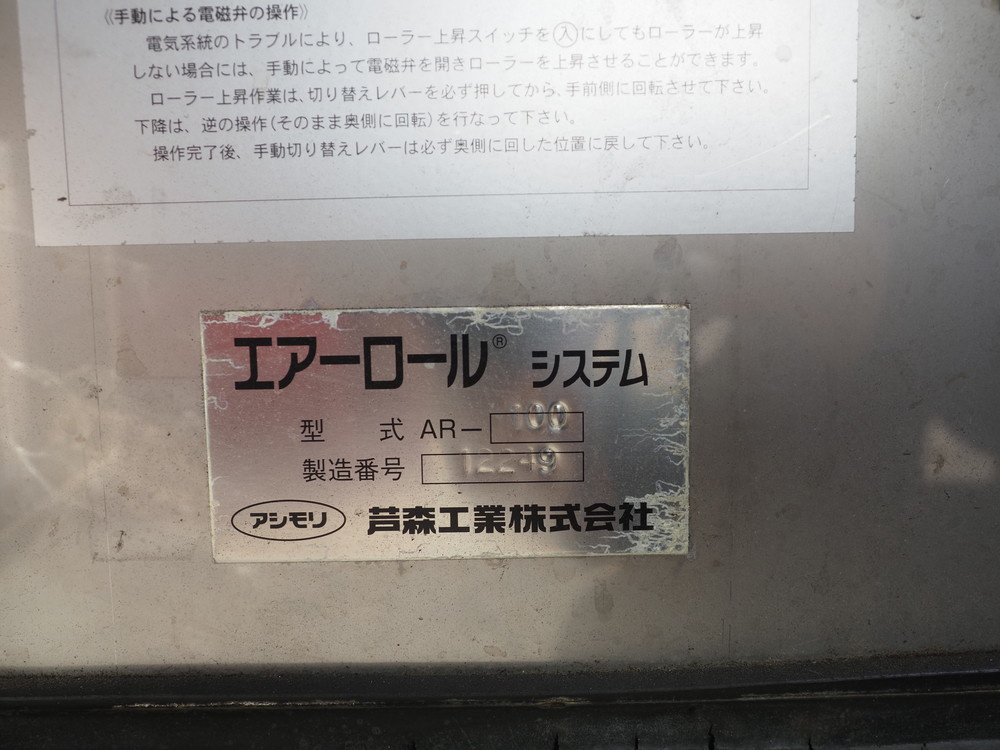 《手動による電磁弁の操作》
電気系統のトラブルにより、ローラー上昇スイッチを㊅にしてもローラーが上昇
しない場合には、手動によって電磁弁を開きローラーを上昇させることができます。
ローラー上昇作業は、切り替えレバーを必ず押してから、手前側に回転させて下さい。
下降は、逆の操作(そのまま奥側に回転)を行なって下さい。
操作完了後、手動切り替えレバーは必ず奥側に回した位置に戻して下さい。
エアーロール® システム
型 式 AR-100
製造番号 12249
アシモリ 芦森工業株式会社